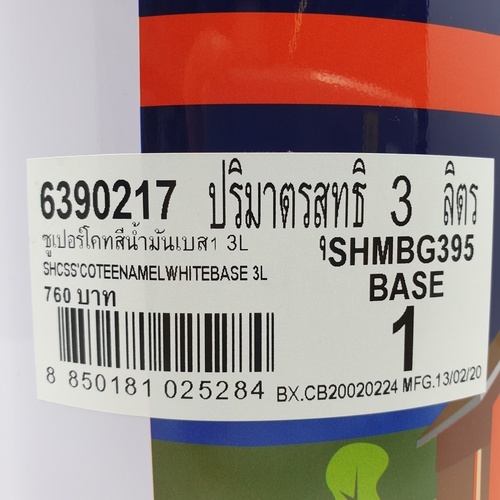 6390217 ปริมาตรสุทธิ 3 ลิตร
ซูเปอร์โคทสีน้ำมันเบส1 3L
SHCSS'COTEENAMELWHITEBASE 3L
760 บาท
SHMBG395
BASE
1
8 850181 025284
BX.CB20020224 MFG.13/02/20